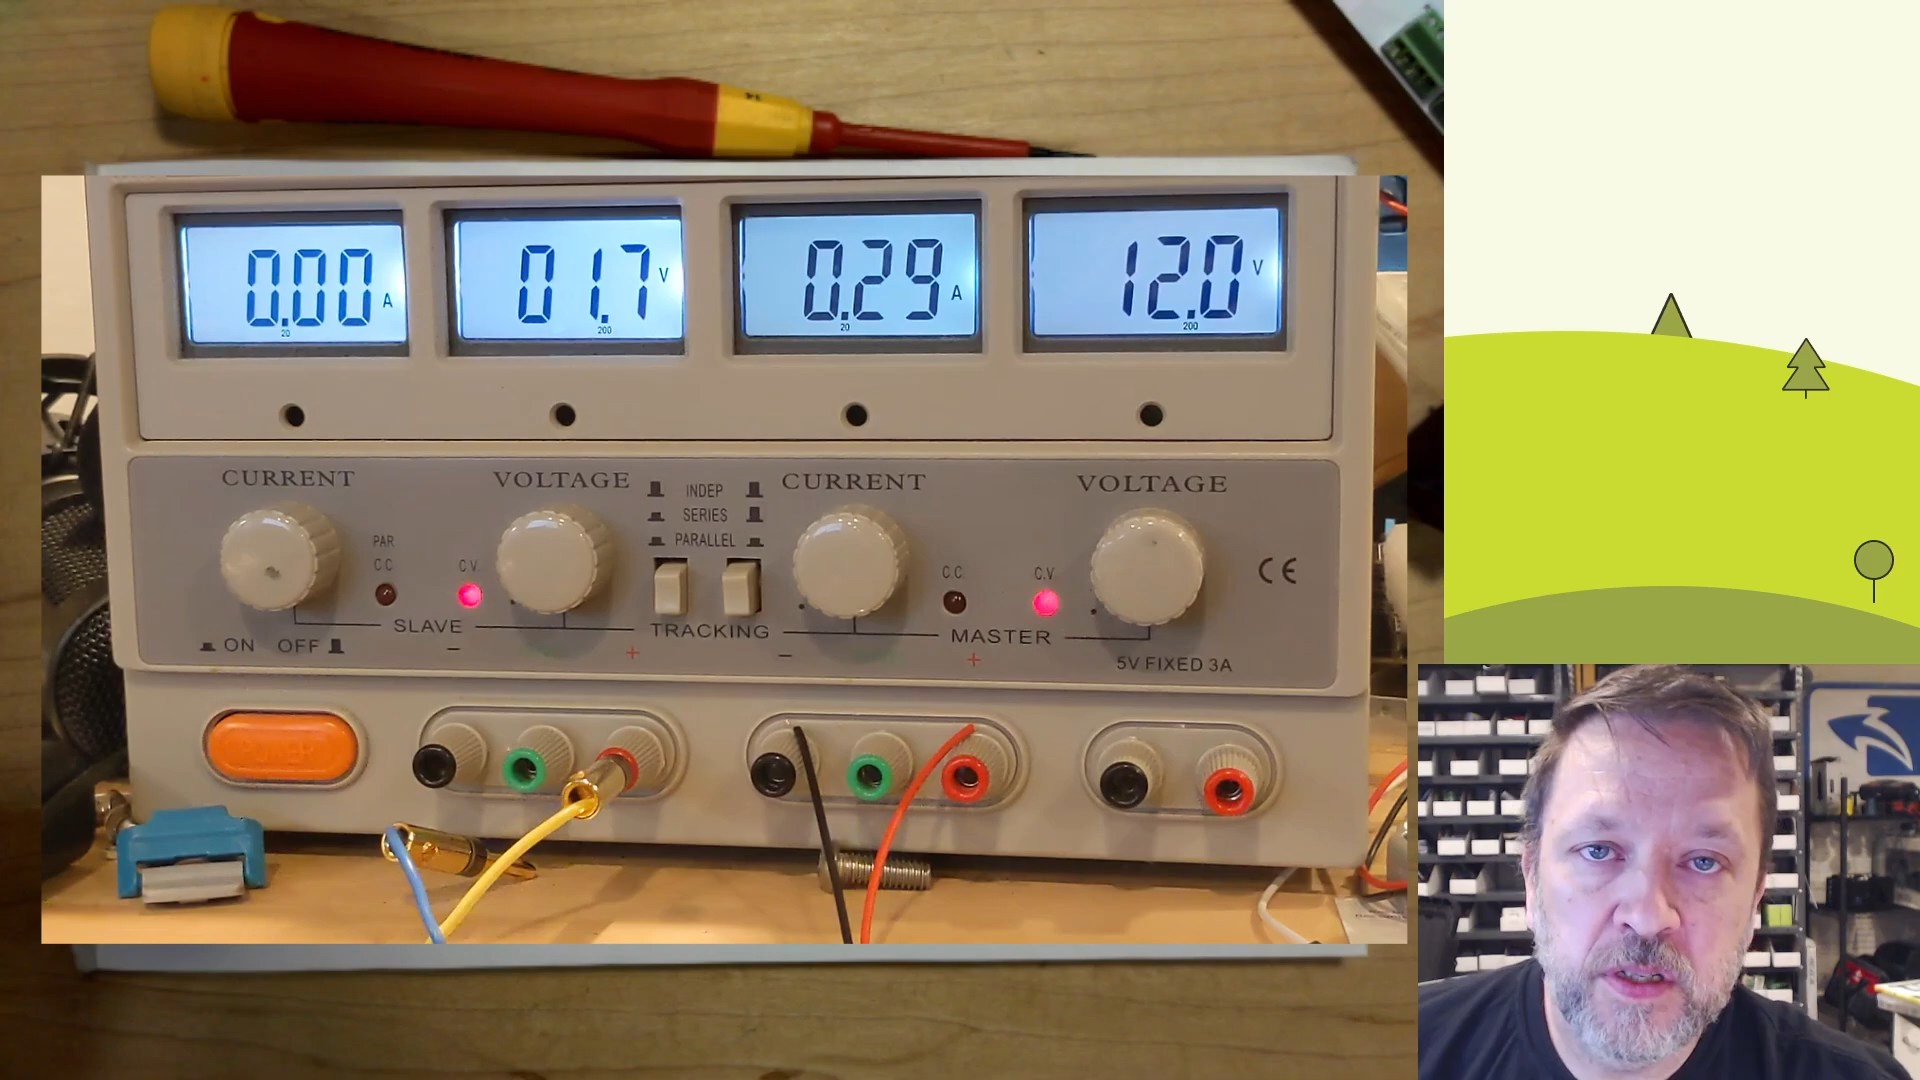 0.00 A
20
01.7 V
200
0.29 A
20
12.0 V
200
CURRENT
VOLTAGE
INDEP
SERIES
PARALLEL
CURRENT
VOLTAGE
PAR
C.C.
C.V.
C.C.
C.V.
CE
SLAVE
TRACKING
MASTER
ON OFF
− +
− +
5V FIXED 3A
POWER